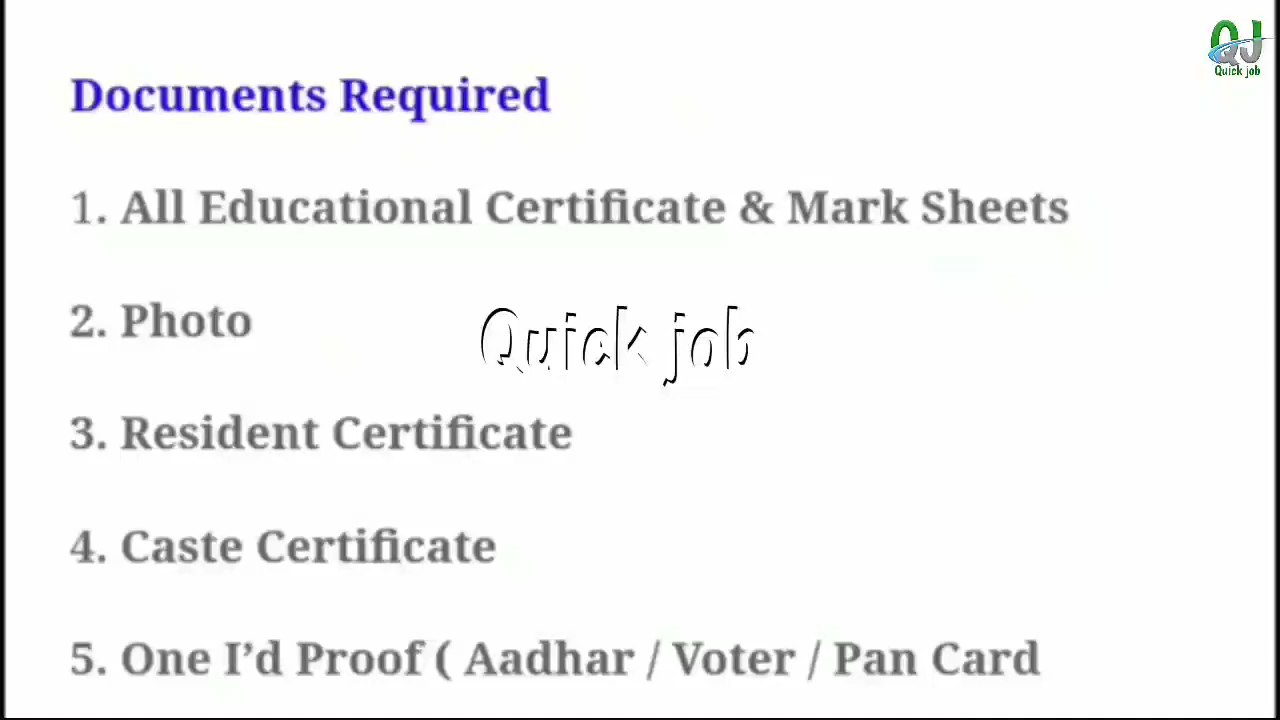 QJ
Quick job
Documents Required
1. All Educational Certificate & Mark Sheets
2. Photo
Quick job
3. Resident Certificate
4. Caste Certificate
5. One I’d Proof ( Aadhar / Voter / Pan Card